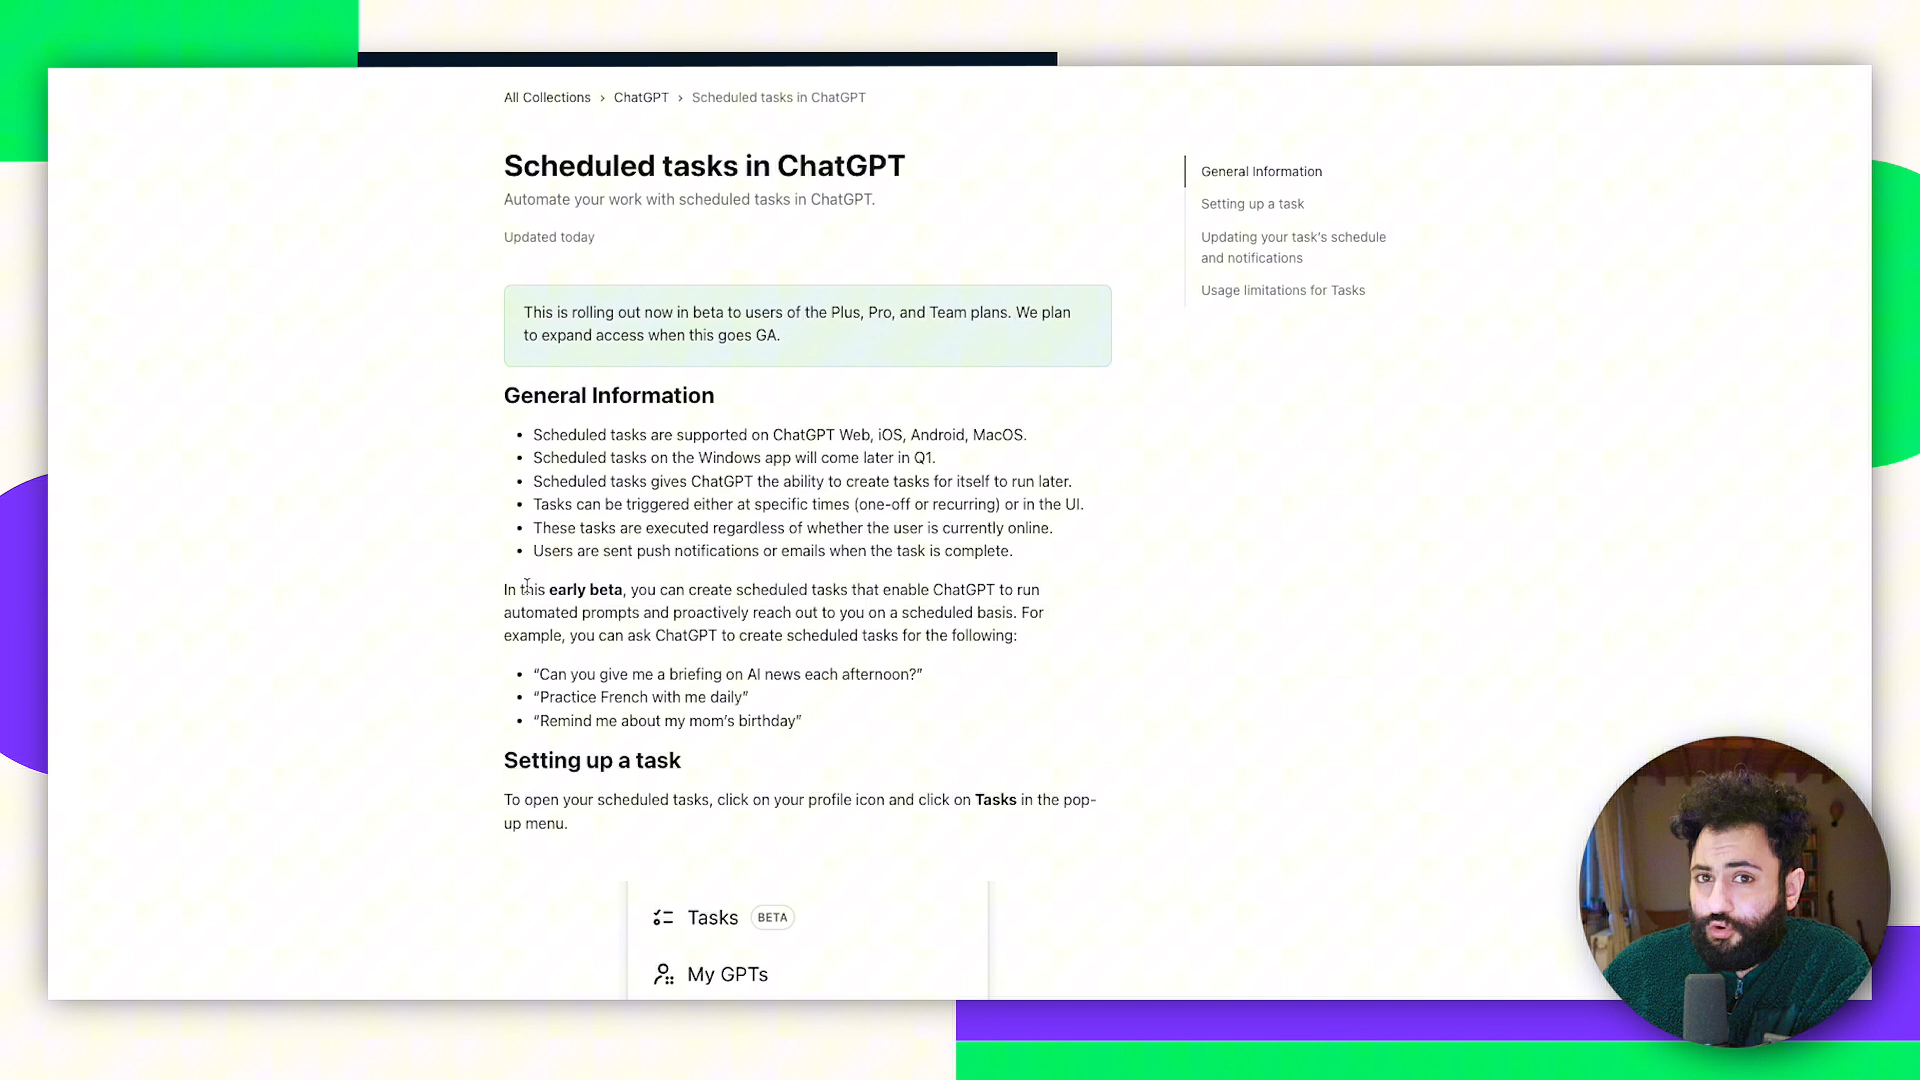 All Collections › ChatGPT › Scheduled tasks in ChatGPT
Scheduled tasks in ChatGPT
Automate your work with scheduled tasks in ChatGPT.
Updated today
This is rolling out now in beta to users of the Plus, Pro, and Team plans. We plan
to expand access when this goes GA.
General Information
• Scheduled tasks are supported on ChatGPT Web, iOS, Android, MacOS.
• Scheduled tasks on the Windows app will come later in Q1.
• Scheduled tasks gives ChatGPT the ability to create tasks for itself to run later.
• Tasks can be triggered either at specific times (one-off or recurring) or in the UI.
• These tasks are executed regardless of whether the user is currently online.
• Users are sent push notifications or emails when the task is complete.
In this early beta, you can create scheduled tasks that enable ChatGPT to run
automated prompts and proactively reach out to you on a scheduled basis. For
example, you can ask ChatGPT to create scheduled tasks for the following:
• “Can you give me a briefing on AI news each afternoon?”
• “Practice French with me daily”
• “Remind me about my mom’s birthday”
Setting up a task
To open your scheduled tasks, click on your profile icon and click on Tasks in the pop-
up menu.
Tasks BETA
My GPTs
General Information
Setting up a task
Updating your task’s schedule
and notifications
Usage limitations for Tasks